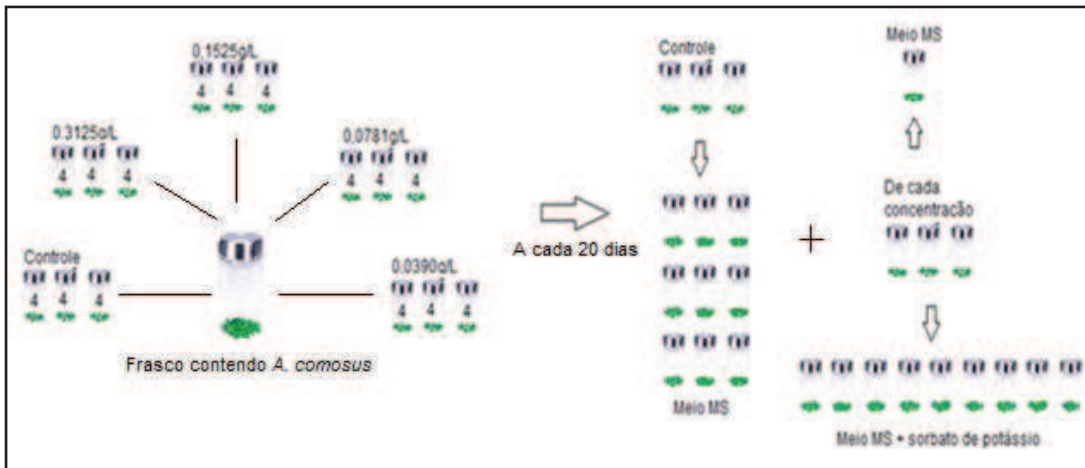 0,1525g/L
4 4 4
0.3125g/L
4 4 4
0,0781g/L
4 4 4
Controle
4 4 4
0.0390g/L
4 4 4
Frasco contendo A. comosus
A cada 20 dias
Controle
Meio MS
+
Meio MS
De cada
concentração
Meio MS + sorbato de potássio